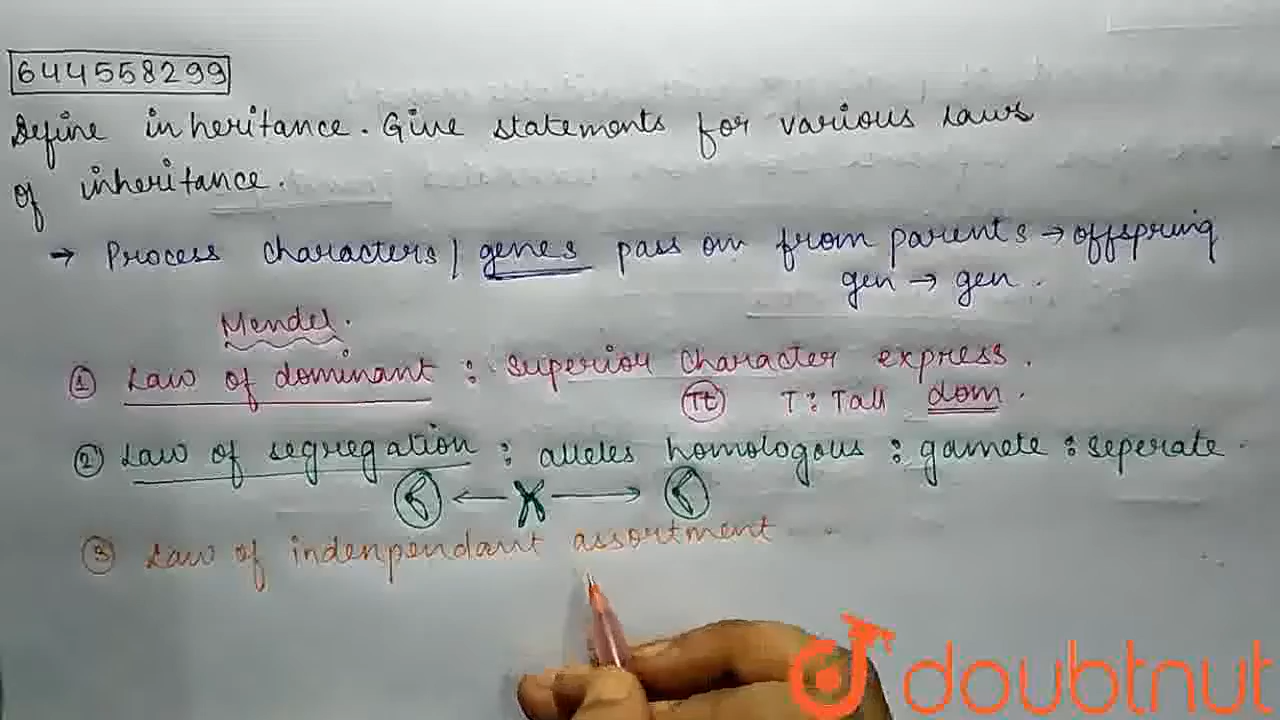 644558299
Define inheritance. Give statements for various laws
of inheritance.
→ Process characters/genes pass on from parents → offspring
gen → gen.
Mendel.
① Law of dominant : superior character express.
Tt T: Tall dom.
② Law of segregation : alleles homologous : gamete : seperate.
③ Law of indenpendant assortment
doubtnut